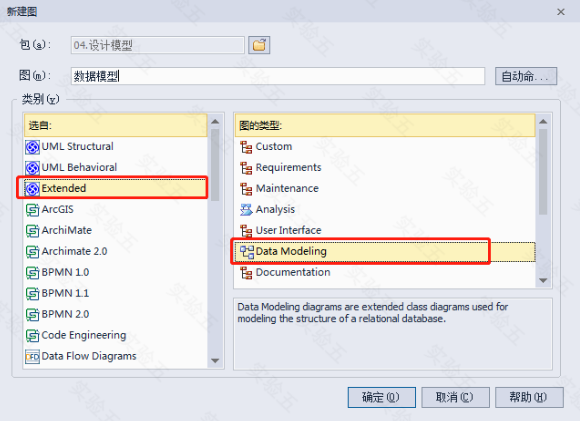 新建图
包(a):
04.设计模型
图(m):
数据模型
自动命...
类别(y)
选自:
UML Structural
UML Behavioral
Extended
ArcGIS
ArchiMate
Archimate 2.0
BPMN 1.0
BPMN 1.1
BPMN 2.0
Code Engineering
Data Flow Diagrams
图的类型:
Custom
Requirements
Maintenance
Analysis
User Interface
Data Modeling
Documentation
Data Modeling diagrams are extended class diagrams used for
modeling the structure of a relational database.
确定(O)
取消(C)
帮助(H)
实验五